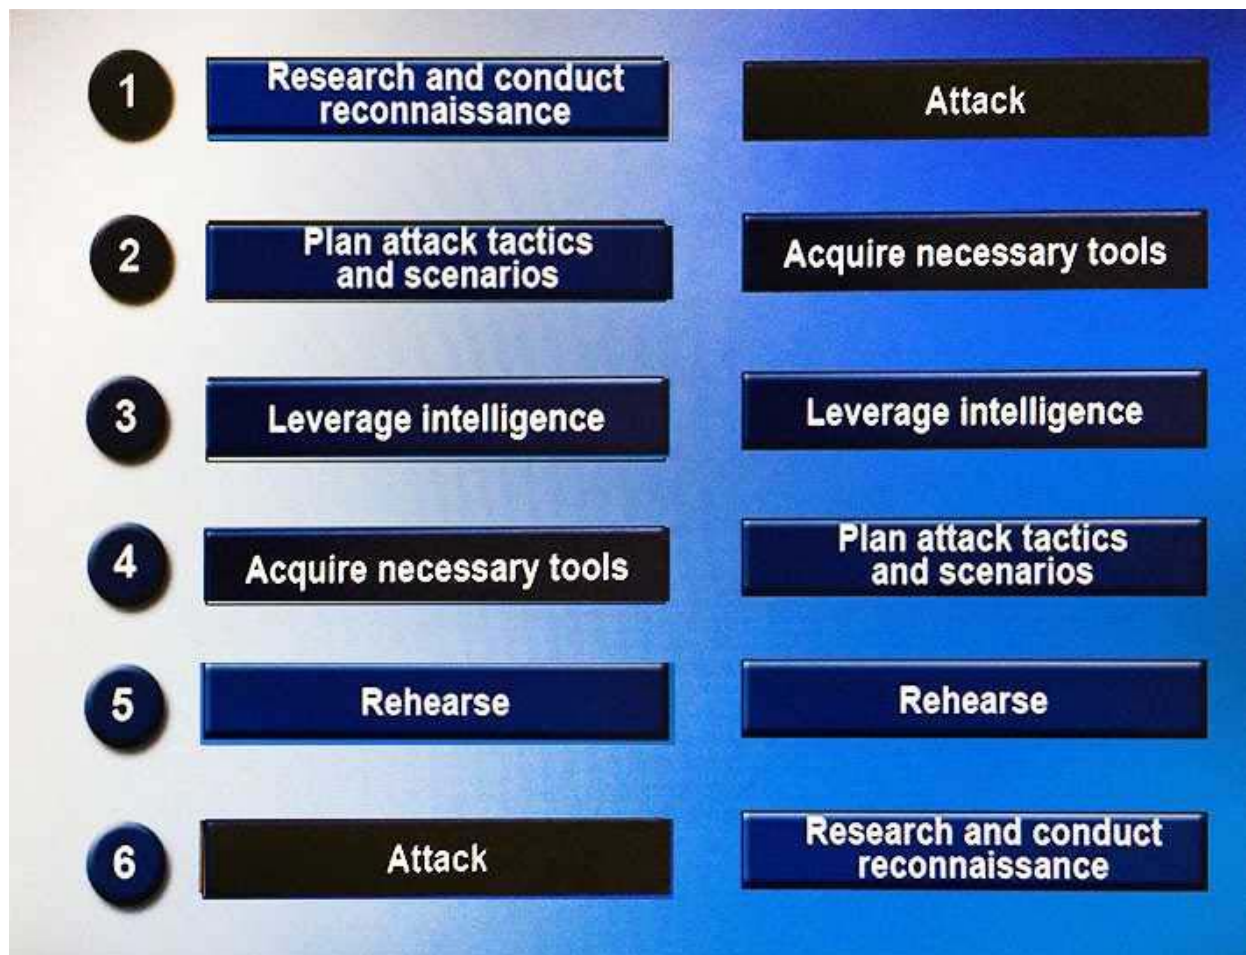 1
Research and conduct
reconnaissance
Attack
2
Plan attack tactics
and scenarios
Acquire necessary tools
3
Leverage intelligence
Leverage intelligence
4
Acquire necessary tools
Plan attack tactics
and scenarios
5
Rehearse
Rehearse
6
Attack
Research and conduct
reconnaissance